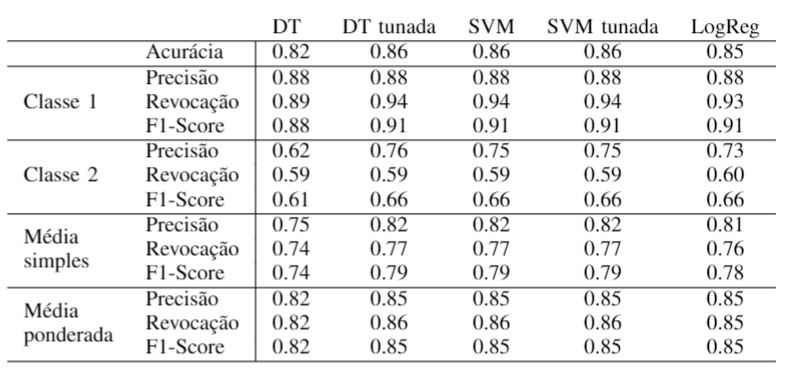 DT DT tunada SVM SVM tunada LogReg
Acurácia 0.82 0.86 0.86 0.86 0.85
Classe 1
Precisão 0.88 0.88 0.88 0.88 0.88
Revocação 0.89 0.94 0.94 0.94 0.93
F1-Score 0.88 0.91 0.91 0.91 0.91
Classe 2
Precisão 0.62 0.76 0.75 0.75 0.73
Revocação 0.59 0.59 0.59 0.59 0.60
F1-Score 0.61 0.66 0.66 0.66 0.66
Média
simples
Precisão 0.75 0.82 0.82 0.82 0.81
Revocação 0.74 0.77 0.77 0.77 0.76
F1-Score 0.74 0.79 0.79 0.79 0.78
Média
ponderada
Precisão 0.82 0.85 0.85 0.85 0.85
Revocação 0.82 0.86 0.86 0.86 0.85
F1-Score 0.82 0.85 0.85 0.85 0.85